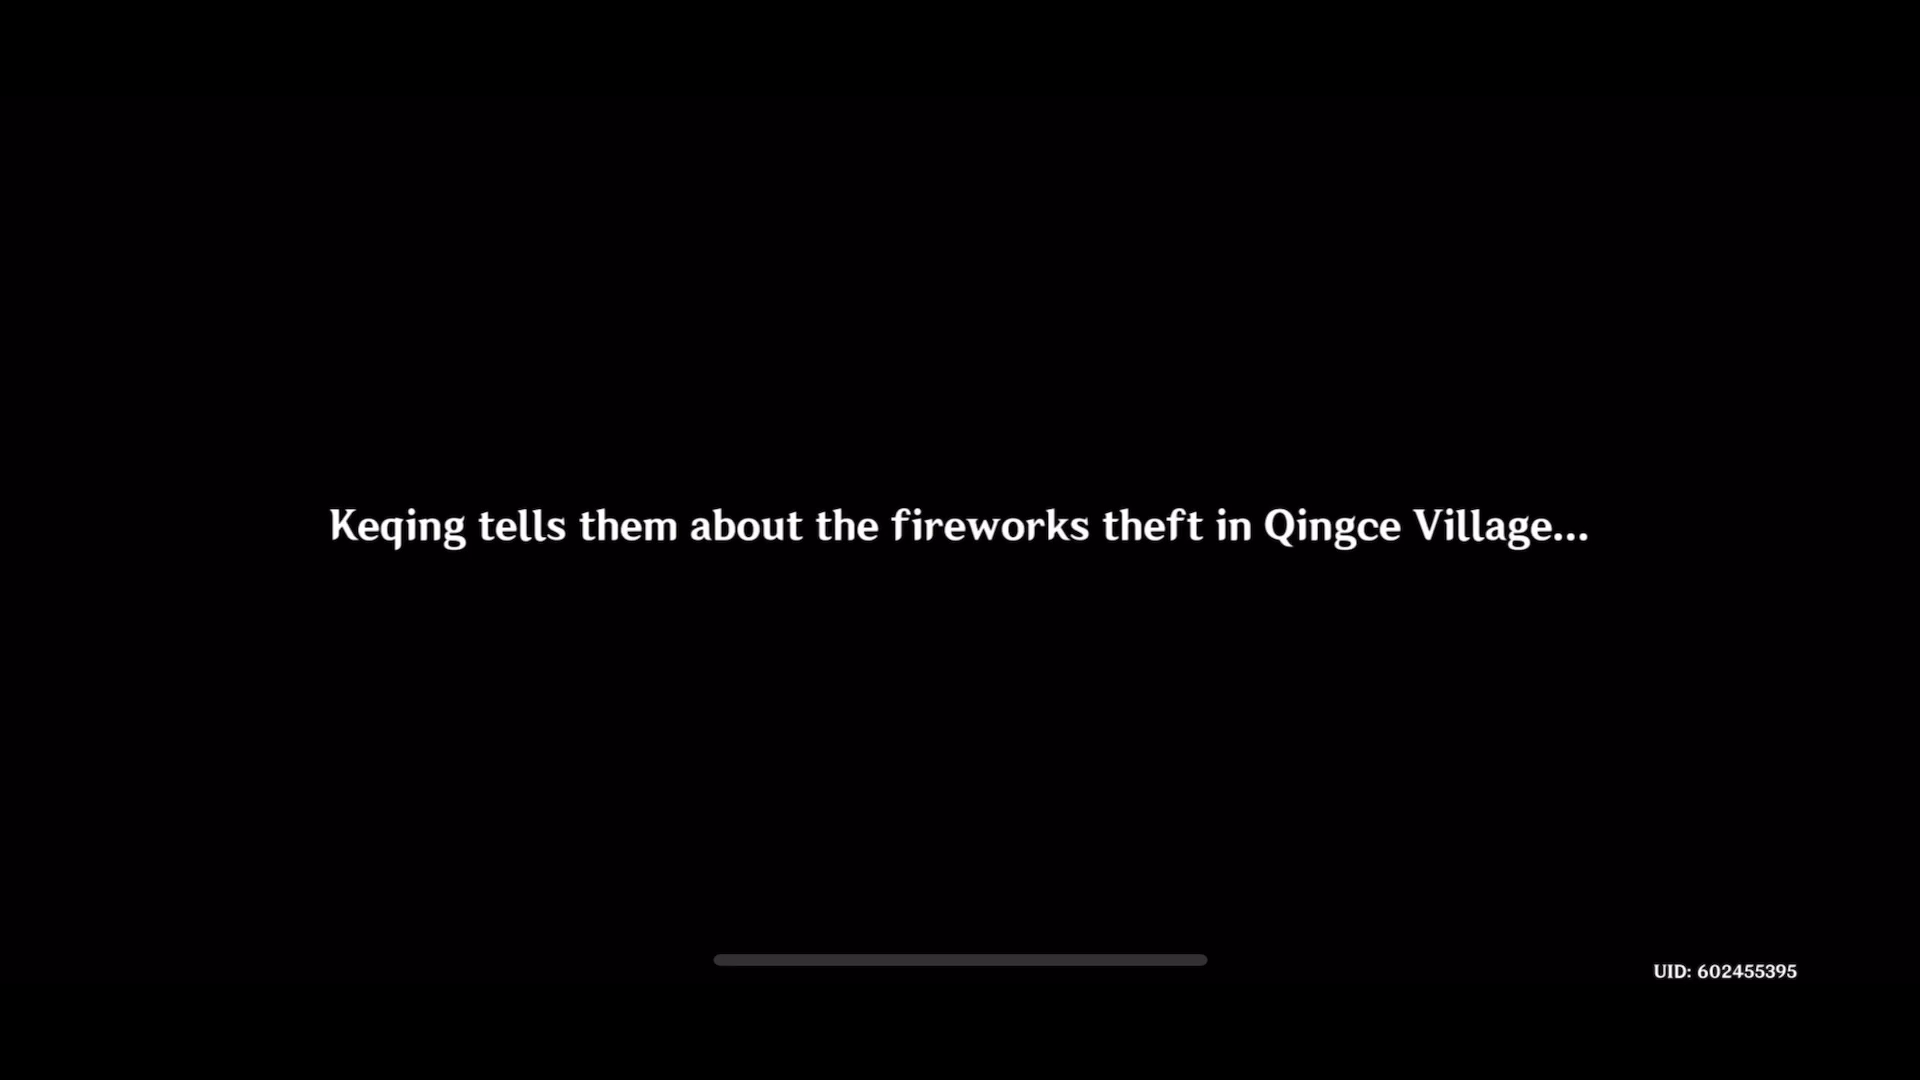 Keqing tells them about the fireworks theft in Qingce Village...
UID: 602455395